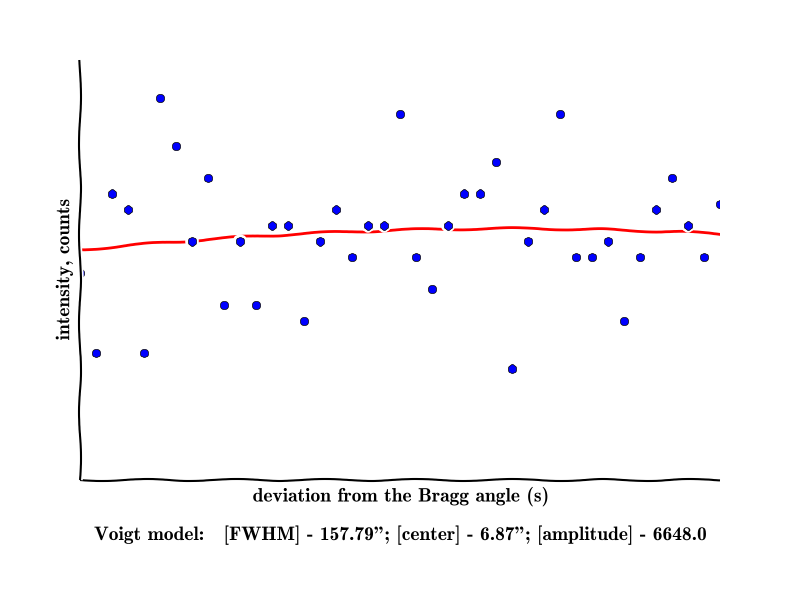 intensity, counts
deviation from the Bragg angle (s)
Voigt model: [FWHM] - 157.79”; [center] - 6.87”; [amplitude] - 6648.0